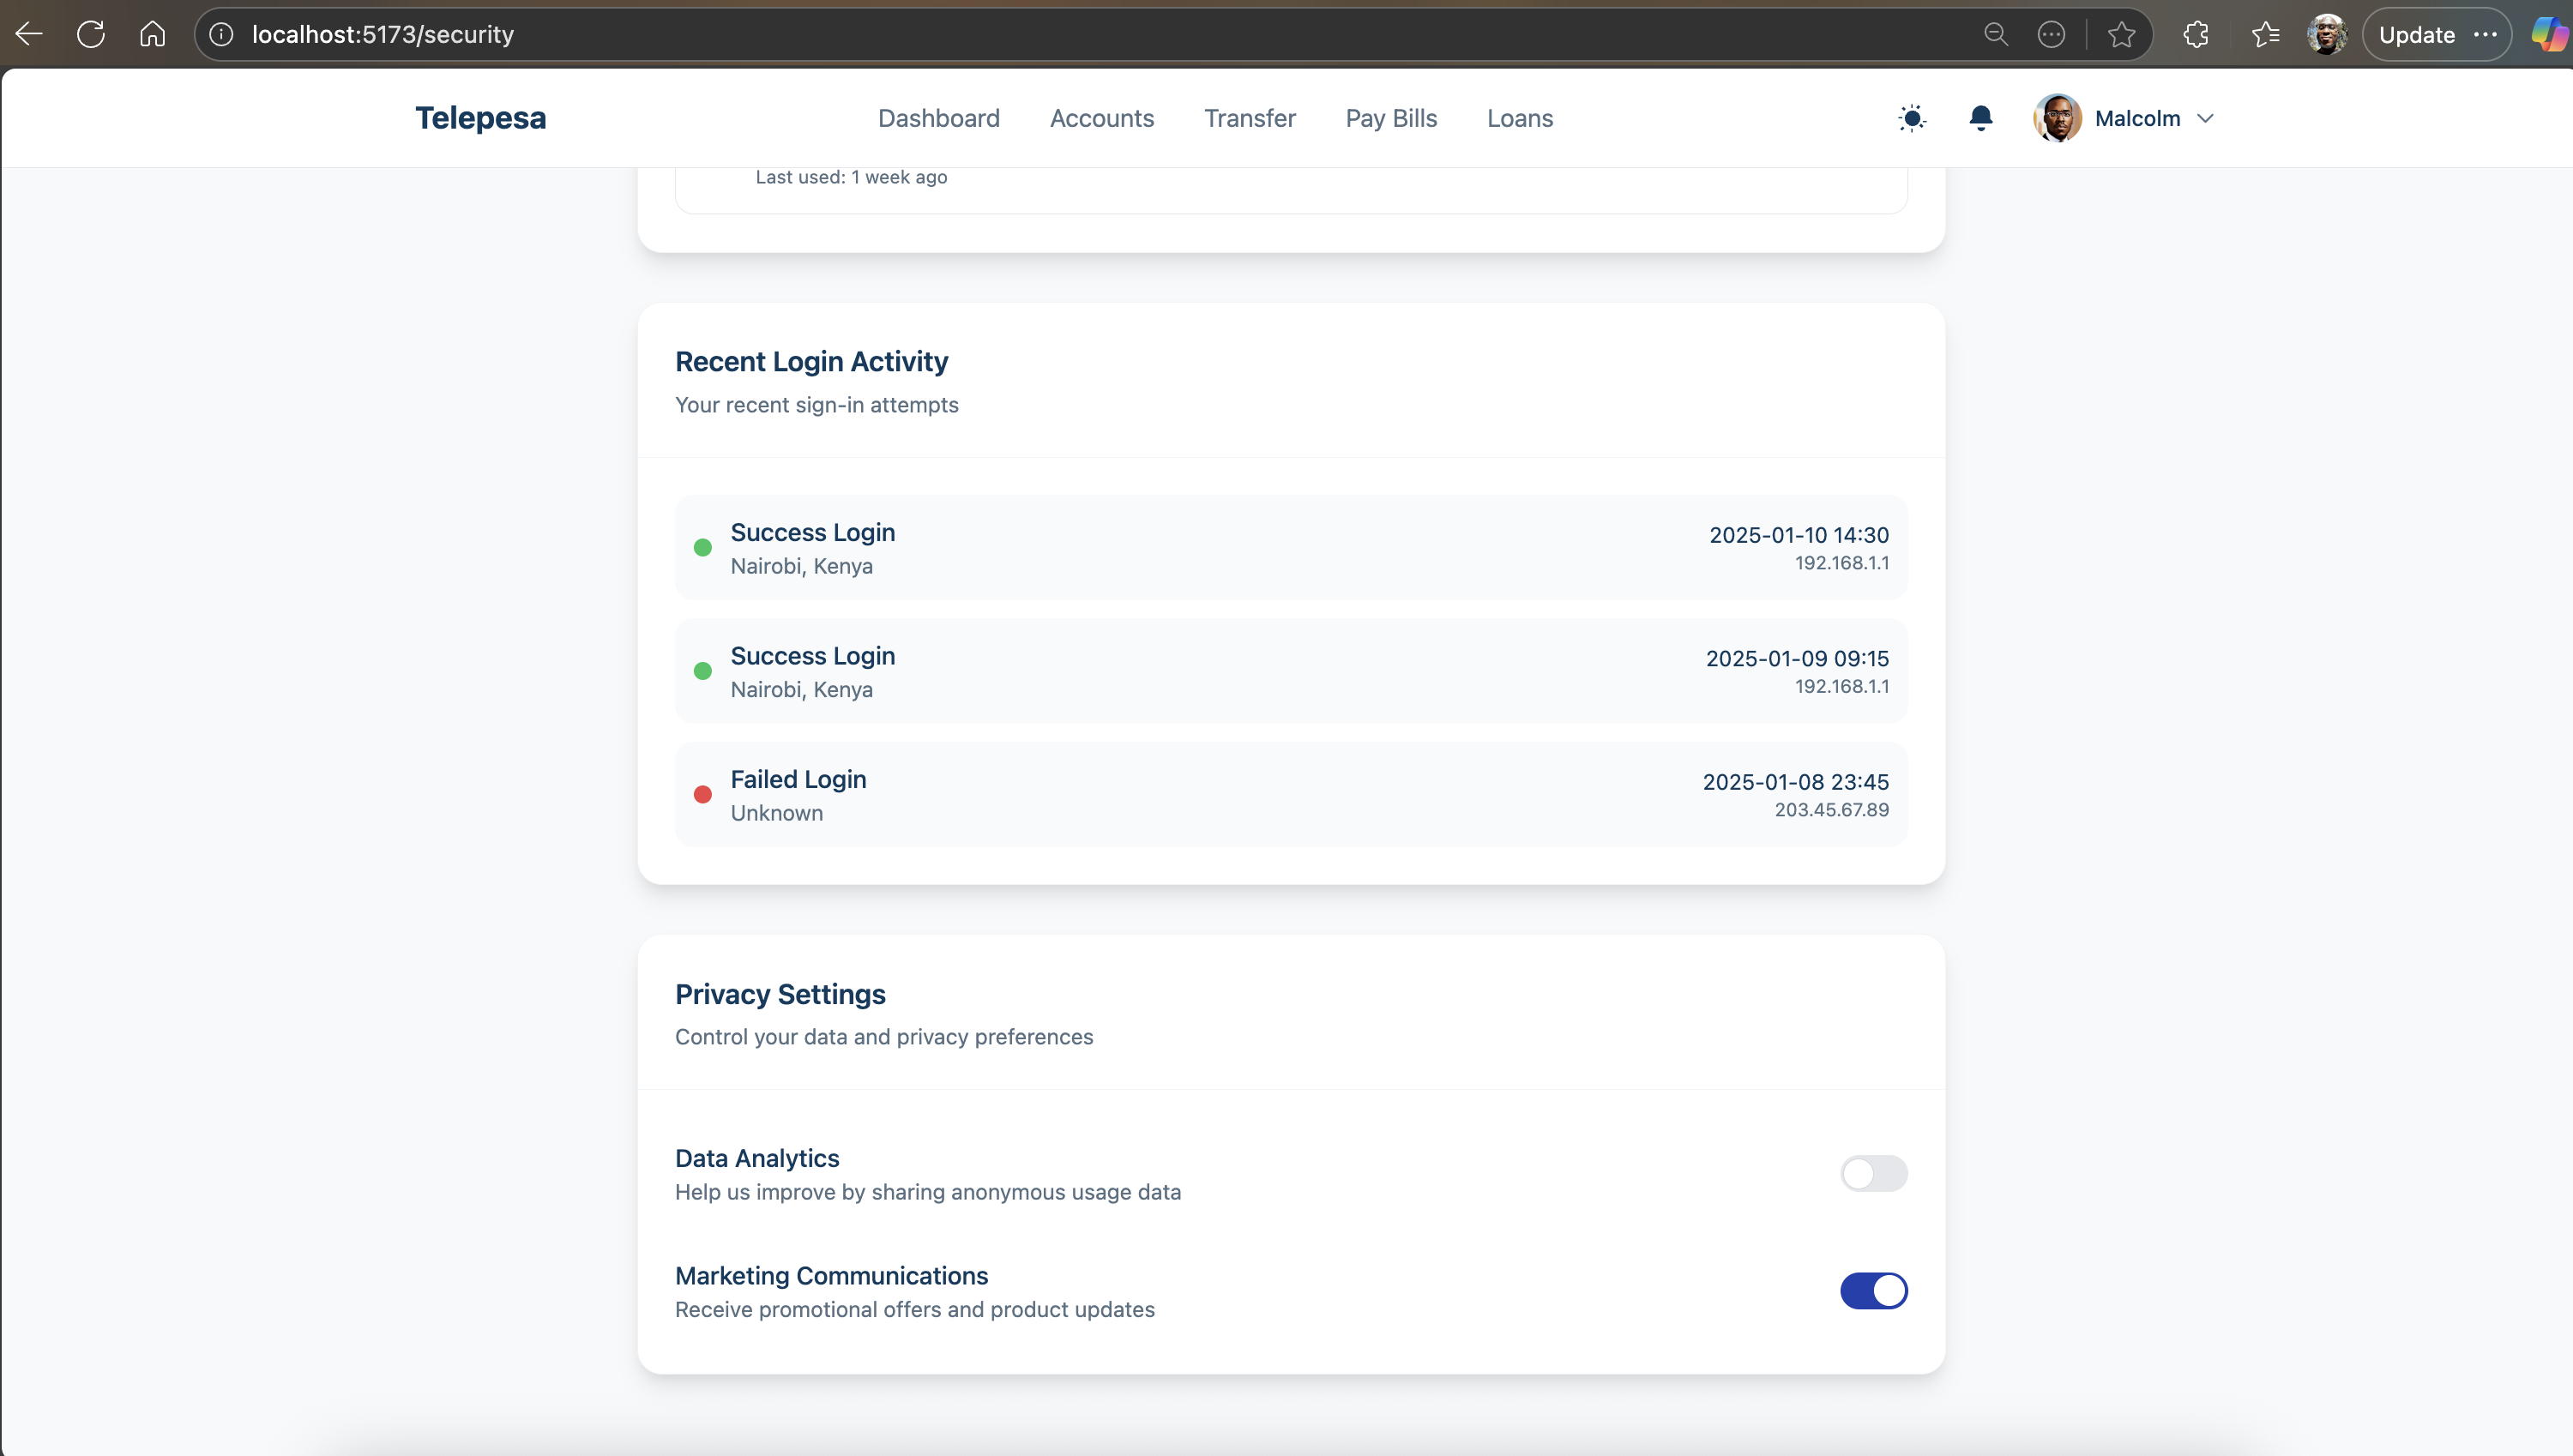 localhost:5173/security
Update
Telepesa
Dashboard Accounts Transfer Pay Bills Loans
Malcolm
Last used: 1 week ago
Recent Login Activity
Your recent sign-in attempts
Success Login
2025-01-10 14:30
Nairobi, Kenya
192.168.1.1
Success Login
2025-01-09 09:15
Nairobi, Kenya
192.168.1.1
Failed Login
2025-01-08 23:45
Unknown
203.45.67.89
Privacy Settings
Control your data and privacy preferences
Data Analytics
Help us improve by sharing anonymous usage data
Marketing Communications
Receive promotional offers and product updates